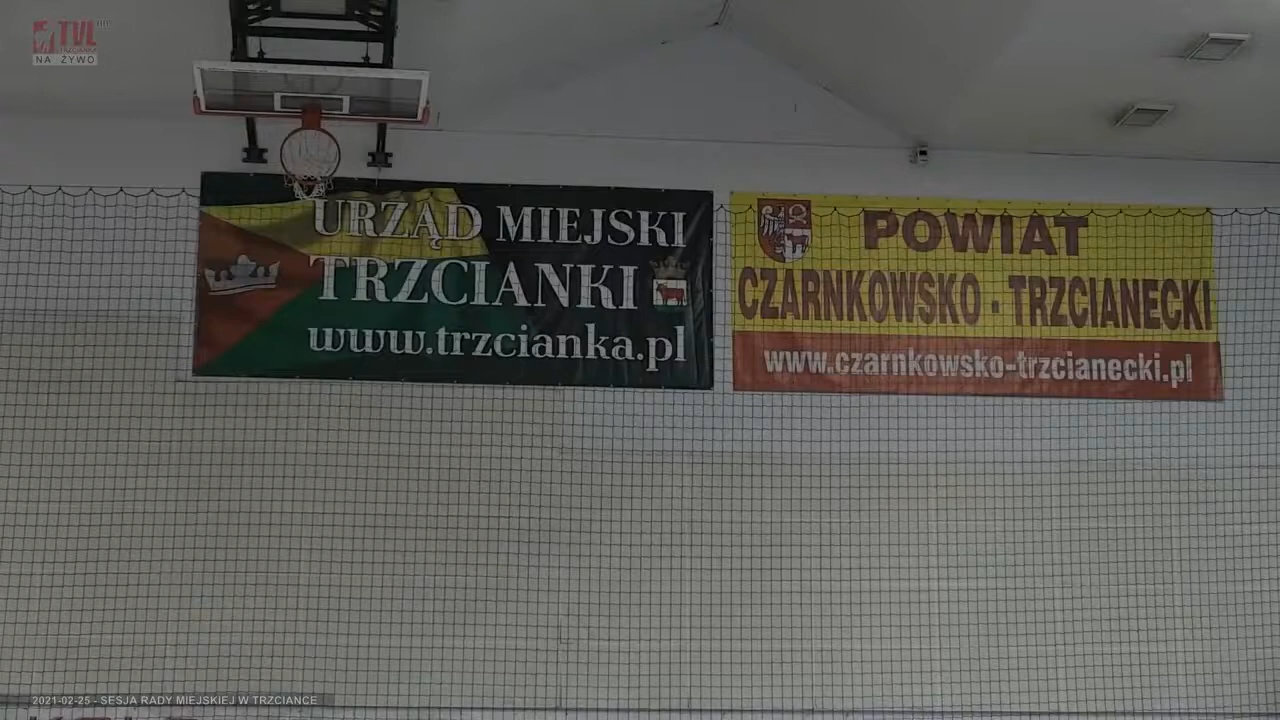 TVL
TRZCIANKA
NA ŻYWO
URZĄD MIEJSKI
TRZCIANKI
www.trzcianka.pl
POWIAT
CZARNKOWSKO - TRZCIANECKI
www.czarnkowsko-trzcianecki.pl
2021-02-25 - SESJA RADY MIEJSKIEJ W TRZCIANCE